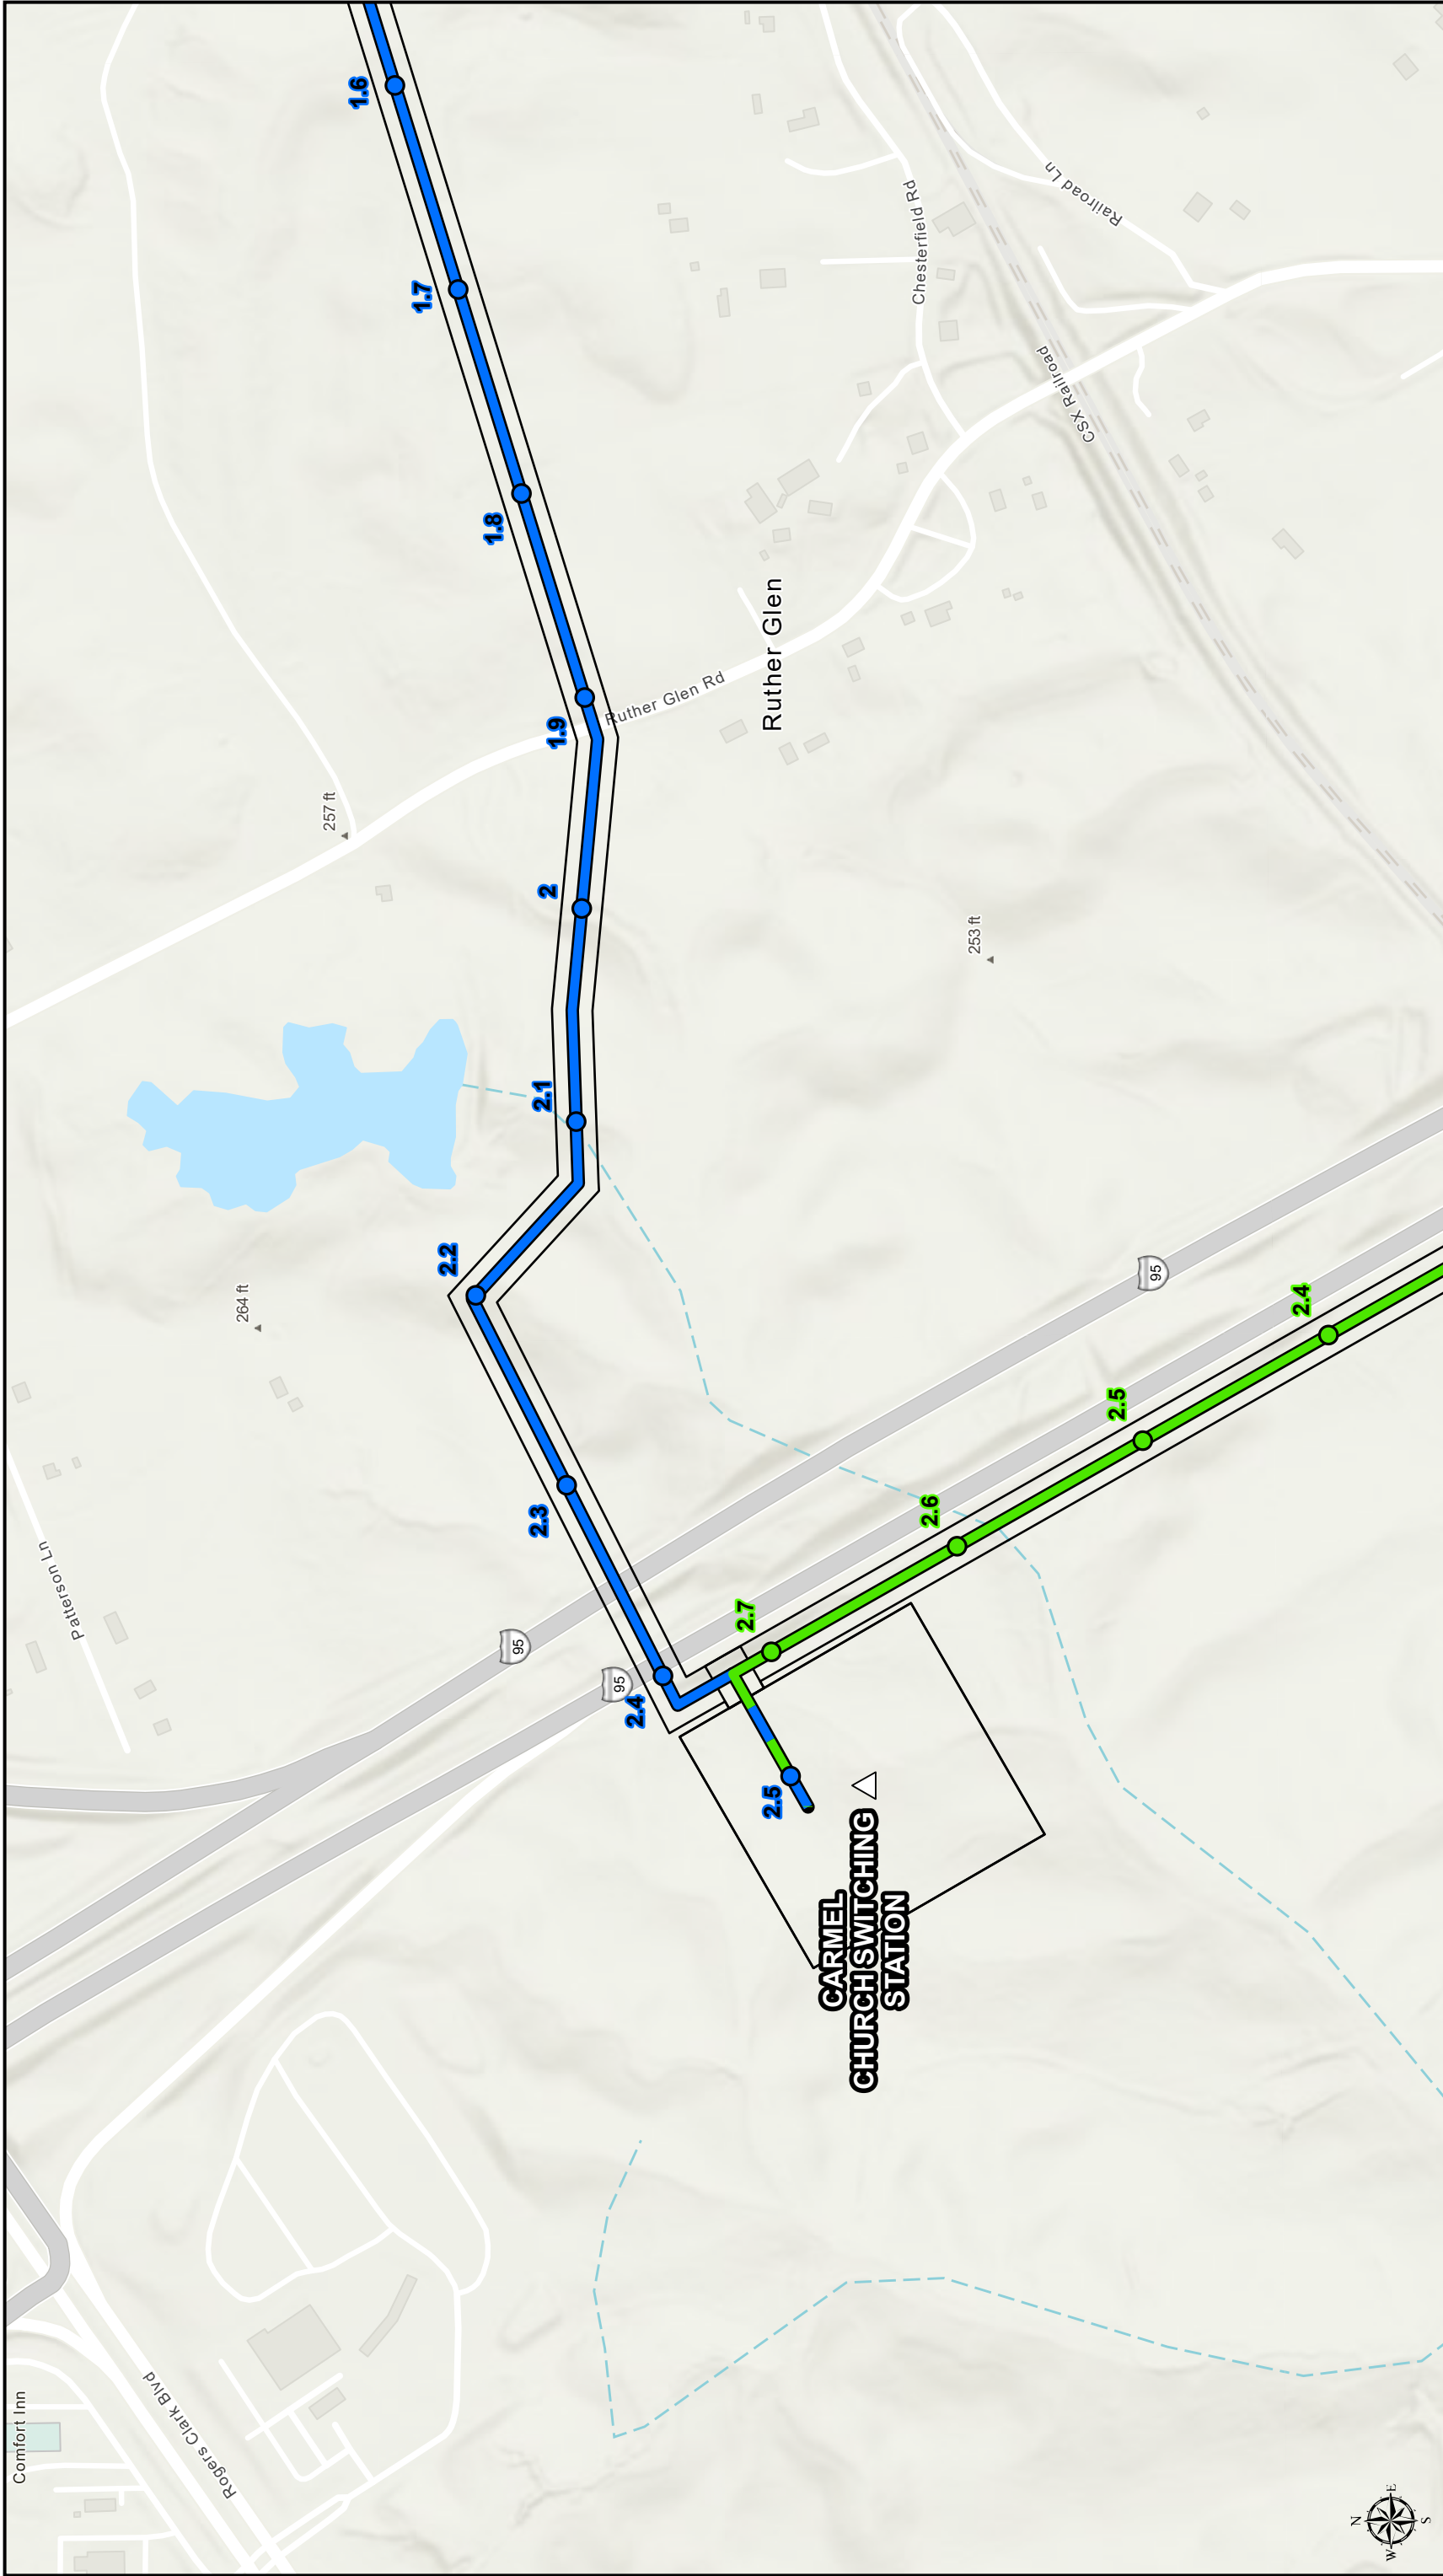 1.6
1.7
1.8
1.9
2
2.1
2.2
2.3
2.4
2.5
2.4
2.5
2.6
2.7
Railroad Ln
Chesterfield Rd
CSX Railroad
Ruther Glen
Ruther Glen Rd
257 ft
253 ft
264 ft
95
95
95
Patterson Ln
CARMEL
CHURCH SWITCHING
STATION
Rogers Clark Blvd
Comfort Inn
N
E
S
W